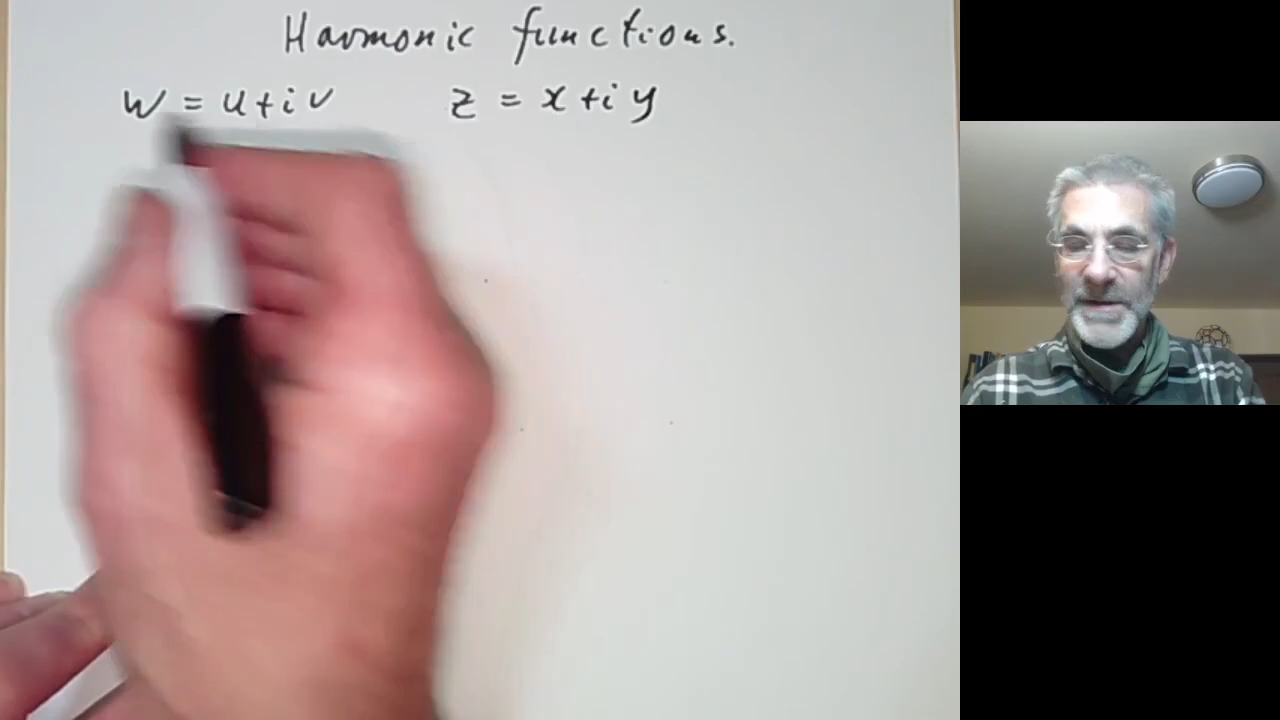 Harmonic functions.
w = u+iv z = x+iy